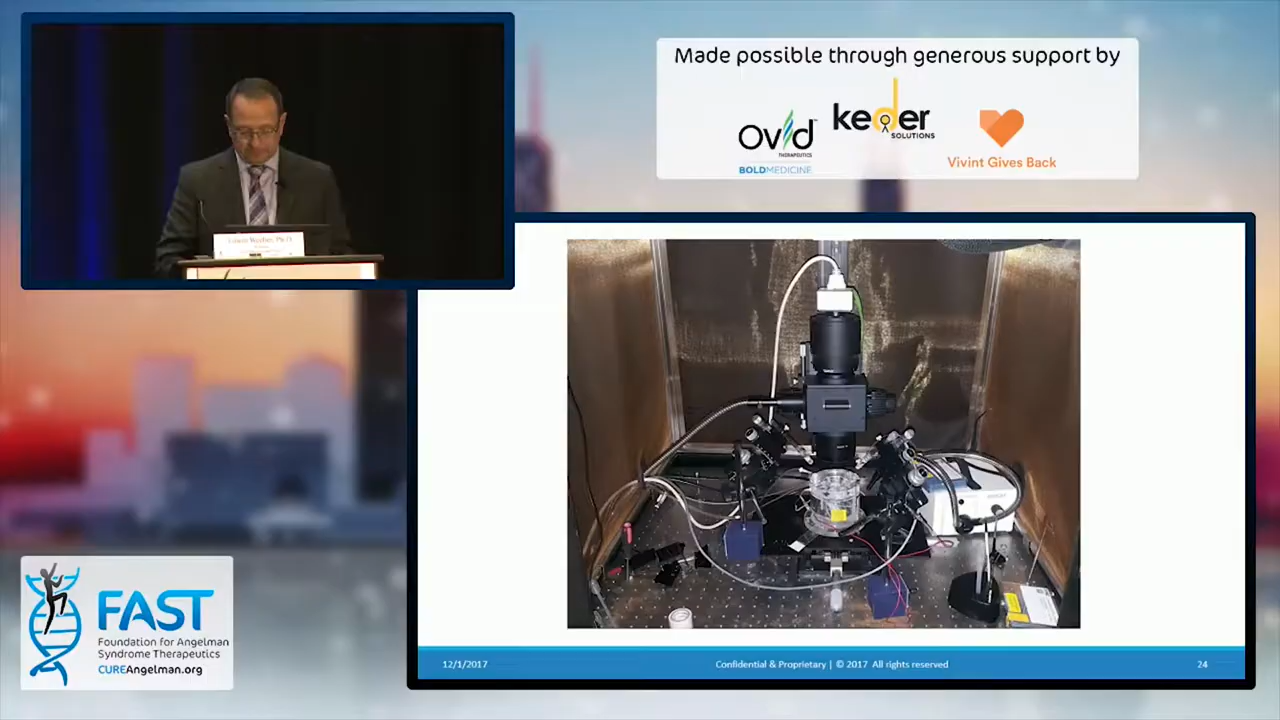 Made possible through generous support by
ovid
THERAPEUTICS
BOLDMEDICINE
keder
SOLUTIONS
Vivint Gives Back
Ph.D.
FAST
Foundation for Angelman
Syndrome Therapeutics
CUREAngelman.org
12/1/2017
Confidential & Proprietary | © 2017 All rights reserved
24